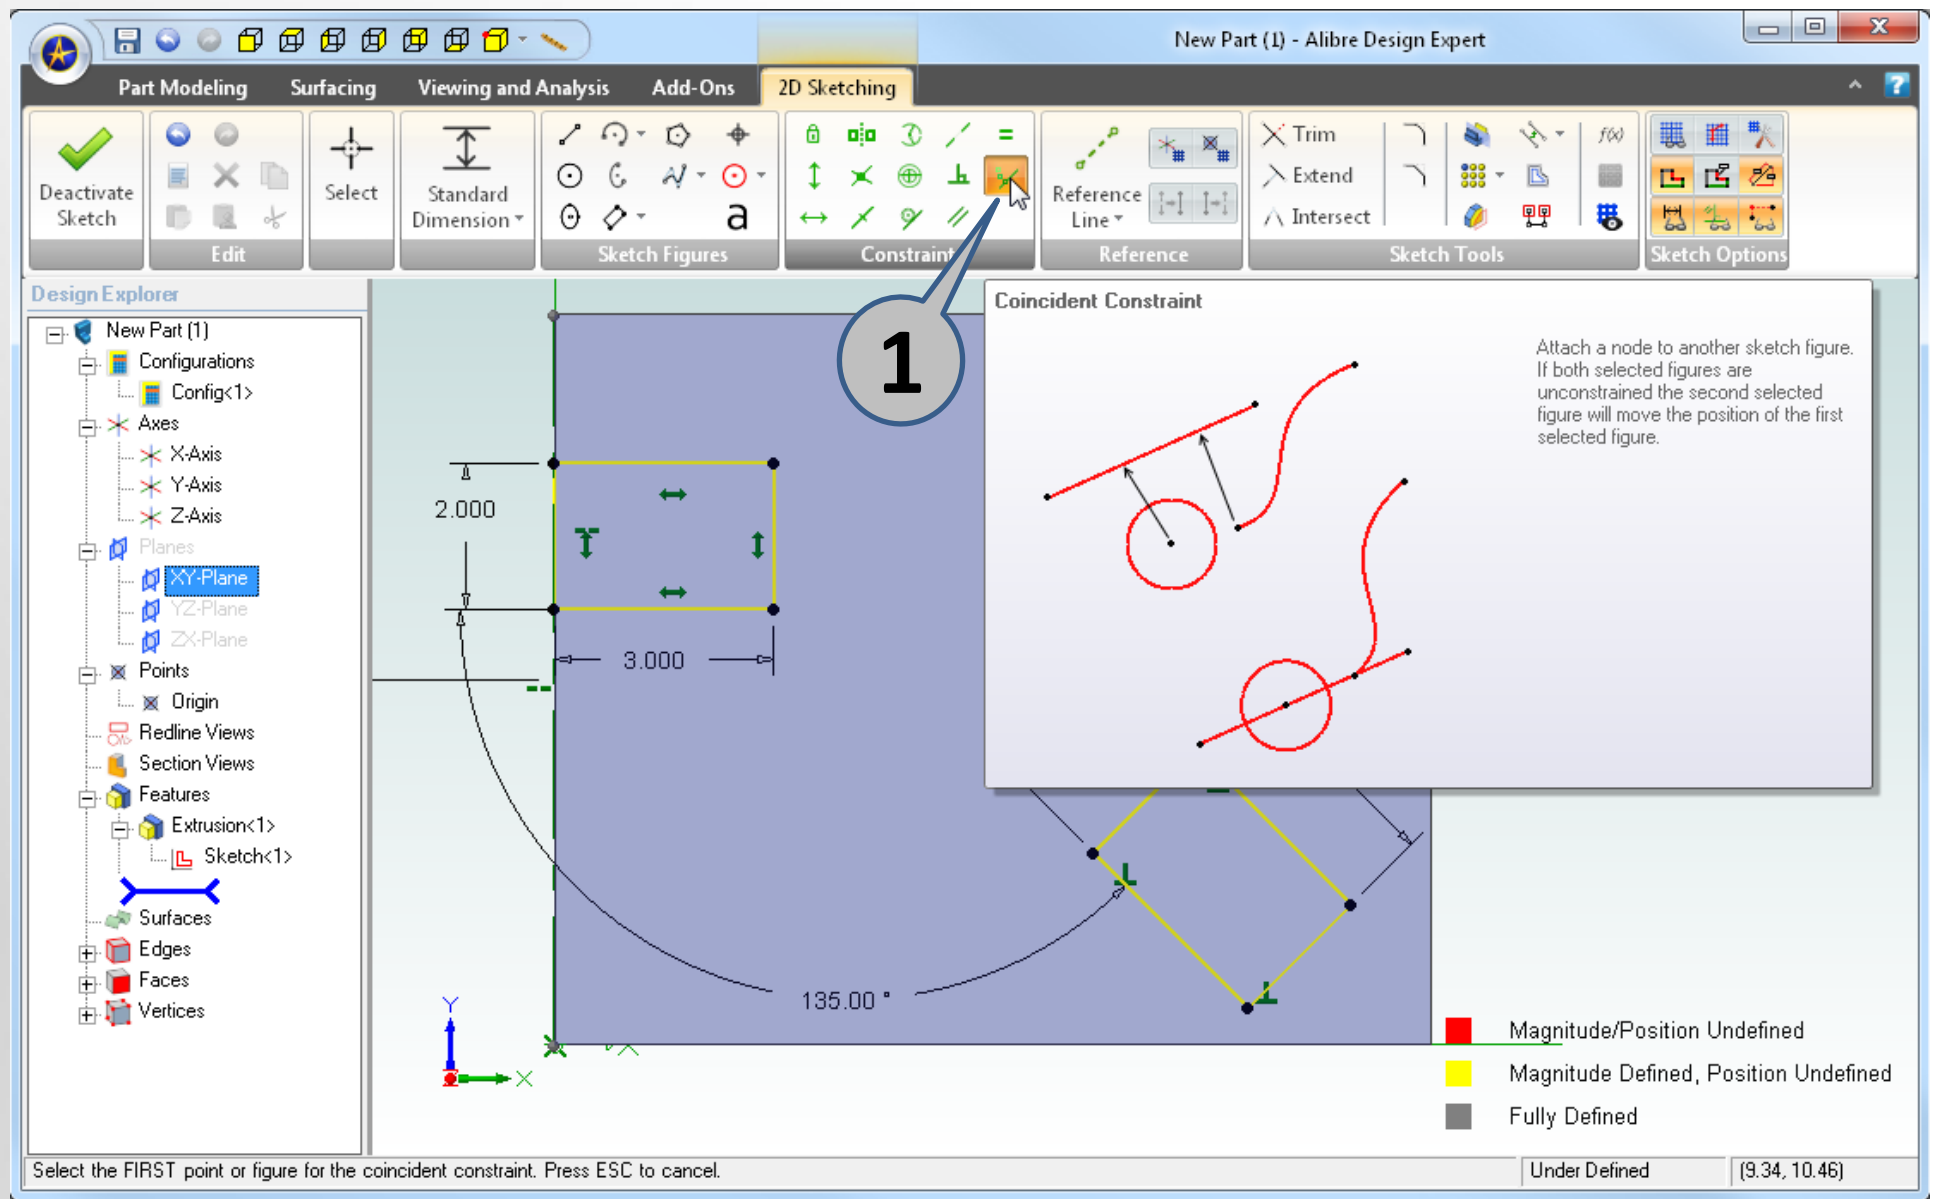 New Part (1) - Alibre Design Expert
Part Modeling
Surfacing
Viewing and Analysis
Add-Ons
2D Sketching
Deactivate
Sketch
Edit
Select
Standard
Dimension
a
Sketch Figures
Constraint
Reference
Line
Reference
Trim
Extend
Intersect
f(x)
Sketch Tools
Sketch Options
Design Explorer
New Part (1)
Configurations
Config<1>
Axes
X-Axis
Y-Axis
Z-Axis
Planes
XY-Plane
YZ-Plane
ZX-Plane
Points
Origin
Redline Views
Section Views
Features
Extrusion<1>
Sketch<1>
Surfaces
Edges
Faces
Vertices
1
Coincident Constraint
Attach a node to another sketch figure.
If both selected figures are
unconstrained the second selected
figure will move the position of the first
selected figure.
2.000
3.000
135.00 °
Y
X
Magnitude/Position Undefined
Magnitude Defined, Position Undefined
Fully Defined
Select the FIRST point or figure for the coincident constraint. Press ESC to cancel.
Under Defined
(9.34, 10.46)